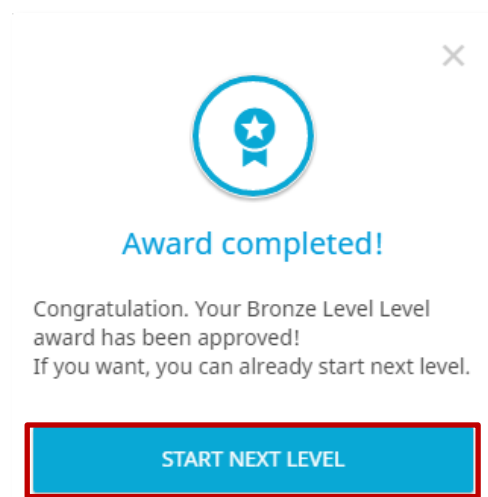 Award completed!
Congratulation. Your Bronze Level Level
award has been approved!
If you want, you can already start next level.
START NEXT LEVEL